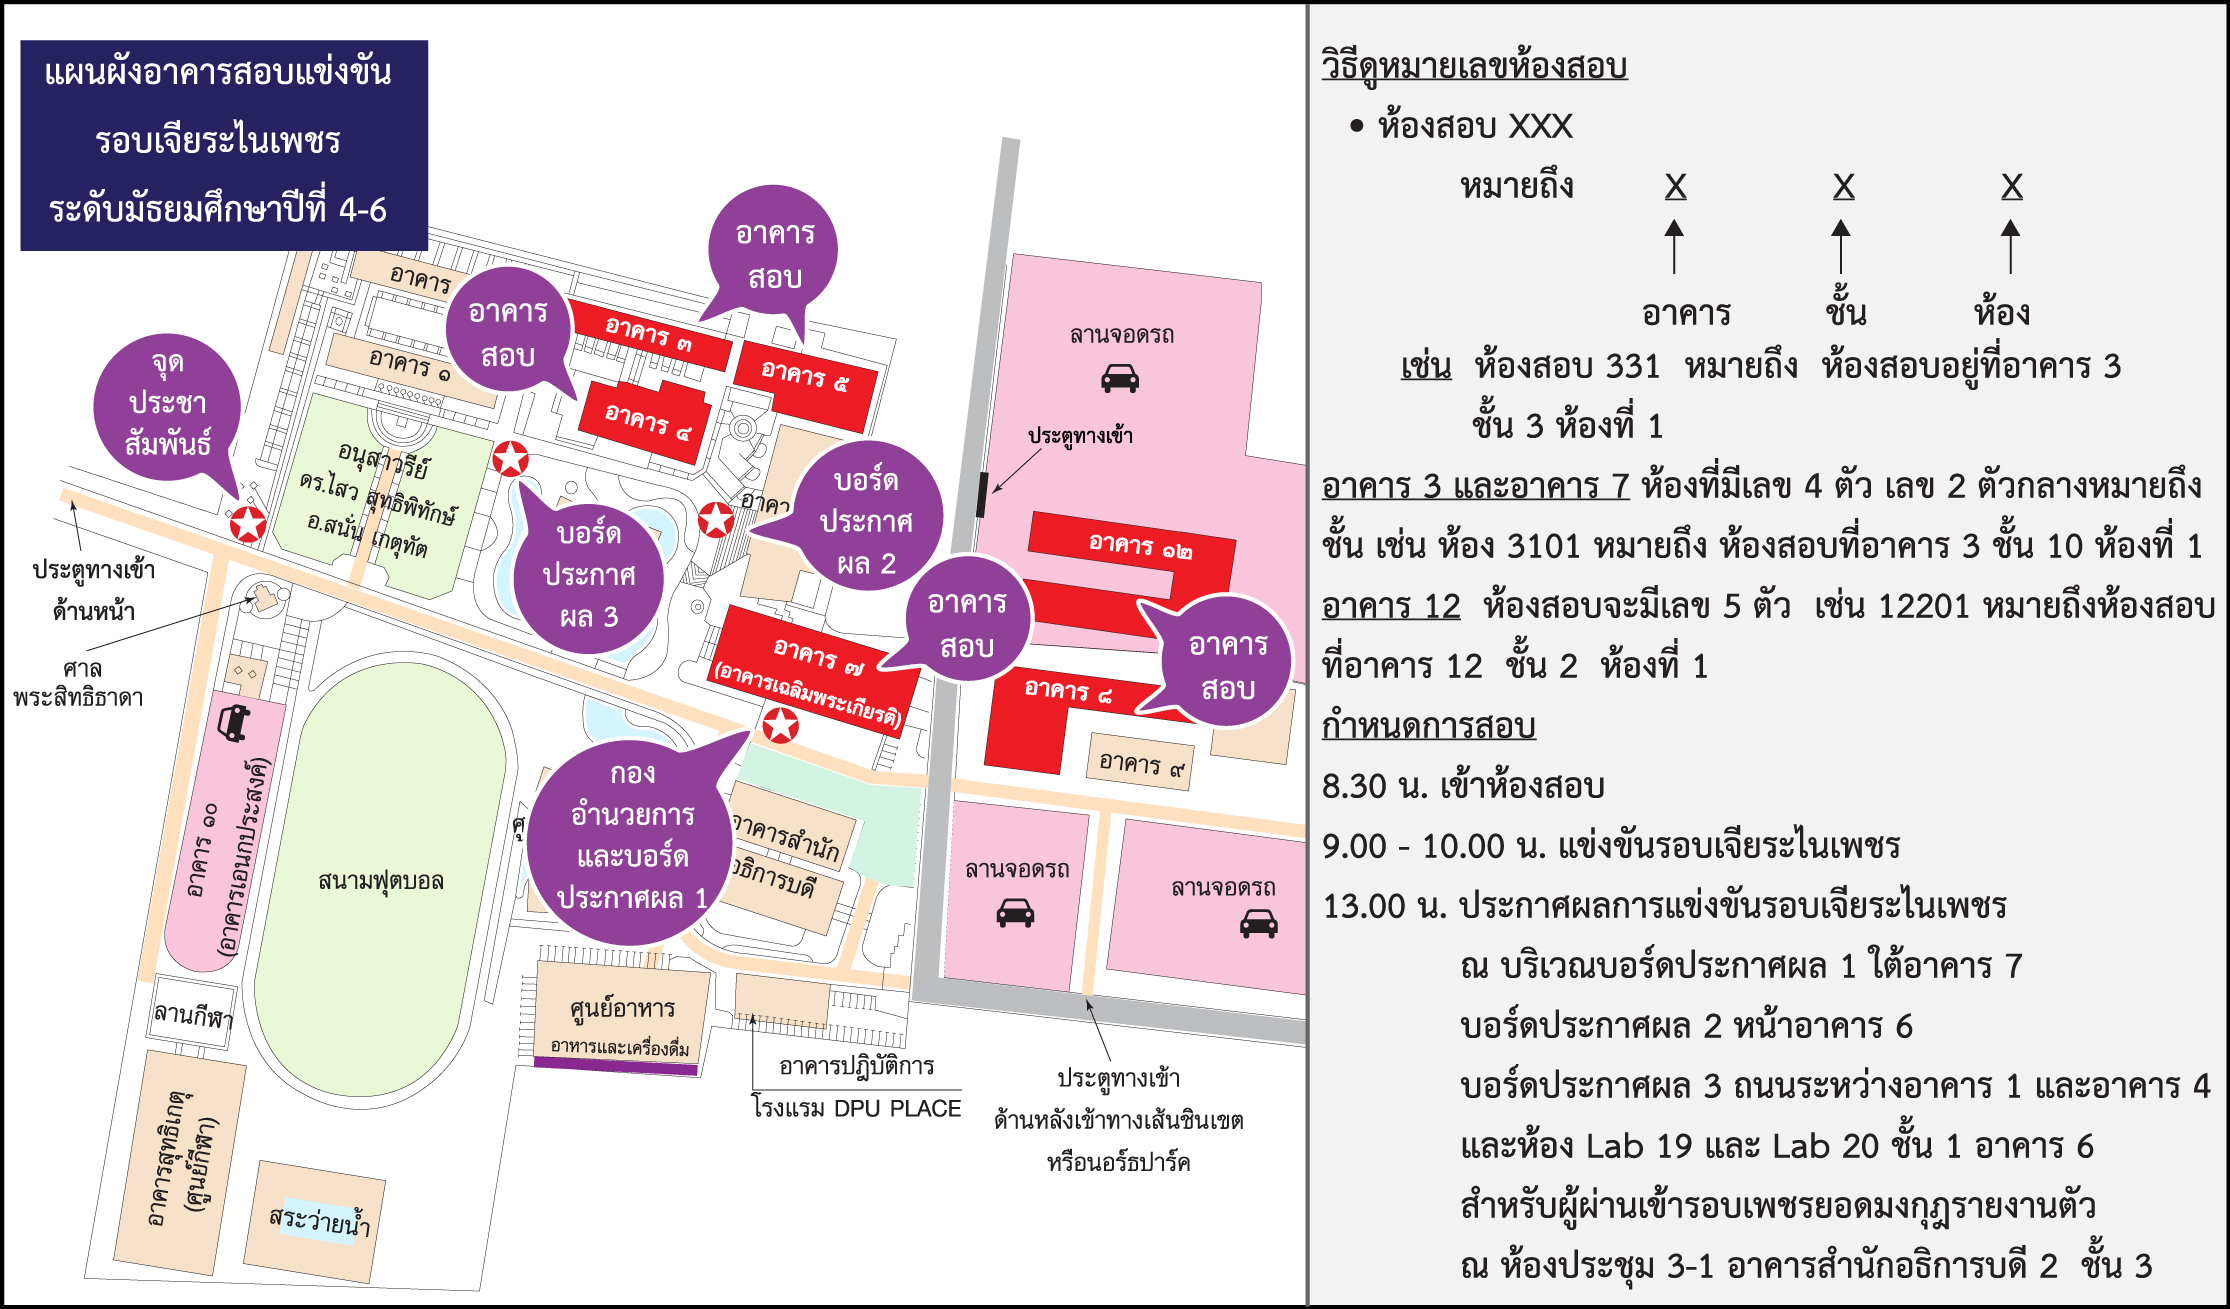 แผนผังอาคารสอบแข่งขัน
รอบเจียระไนเพชร
ระดับมัธยมศึกษาปีที่ 4-6
อาคาร
สอบ
อาคาร
อาคาร
สอบ
อาคาร ๓
อาคาร ๕
อาคาร ๑
อาคาร ๔
จุด
ประชา
สัมพันธ์
อนุสาวรีย์
ดร.ไสว สุทธิพิทักษ์
อ.สนั่น เกตุทัต
บอร์ด
ประกาศ
ผล 3
อาคา
บอร์ด
ประกาศ
ผล 2
ลานจอดรถ
ประตูทางเข้า
อาคาร ๑๒
อาคาร
สอบ
อาคาร
สอบ
อาคาร ๗
(อาคารเฉลิมพระเกียรติ)
อาคาร ๘
อาคาร ๙
ประตูทางเข้า
ด้านหน้า
ศาล
พระสิทธิธาดา
อาคาร ๑๐
(อาคารเอนกประสงค์)
สนามฟุตบอล
ศู
กอง
อำนวยการ
และบอร์ด
ประกาศผล 1
อาคารสำนัก
อธิการบดี
ลานจอดรถ
ลานจอดรถ
ลานกีฬา
ศูนย์อาหาร
อาหารและเครื่องดื่ม
อาคารปฎิบัติการ
โรงแรม DPU PLACE
ประตูทางเข้า
ด้านหลังเข้าทางเส้นชินเขต
หรือนอร์ธปาร์ค
อาคารสุทธิเกตุ
(ศูนย์กีฬา)
สระว่ายน้ำ
วิธีดูหมายเลขห้องสอบ
• ห้องสอบ XXX
หมายถึง X X X
อาคาร ชั้น ห้อง
เช่น ห้องสอบ 331 หมายถึง ห้องสอบอยู่ที่อาคาร 3
ชั้น 3 ห้องที่ 1
อาคาร 3 และอาคาร 7 ห้องที่มีเลข 4 ตัว เลข 2 ตัวกลางหมายถึง
ชั้น เช่น ห้อง 3101 หมายถึง ห้องสอบที่อาคาร 3 ชั้น 10 ห้องที่ 1
อาคาร 12 ห้องสอบจะมีเลข 5 ตัว เช่น 12201 หมายถึงห้องสอบ
ที่อาคาร 12 ชั้น 2 ห้องที่ 1
กำหนดการสอบ
8.30 น. เข้าห้องสอบ
9.00 - 10.00 น. แข่งขันรอบเจียระไนเพชร
13.00 น. ประกาศผลการแข่งขันรอบเจียระไนเพชร
ณ บริเวณบอร์ดประกาศผล 1 ใต้อาคาร 7
บอร์ดประกาศผล 2 หน้าอาคาร 6
บอร์ดประกาศผล 3 ถนนระหว่างอาคาร 1 และอาคาร 4
และห้อง Lab 19 และ Lab 20 ชั้น 1 อาคาร 6
สำหรับผู้ผ่านเข้ารอบเพชรยอดมงกุฎรายงานตัว
ณ ห้องประชุม 3-1 อาคารสำนักอธิการบดี 2 ชั้น 3